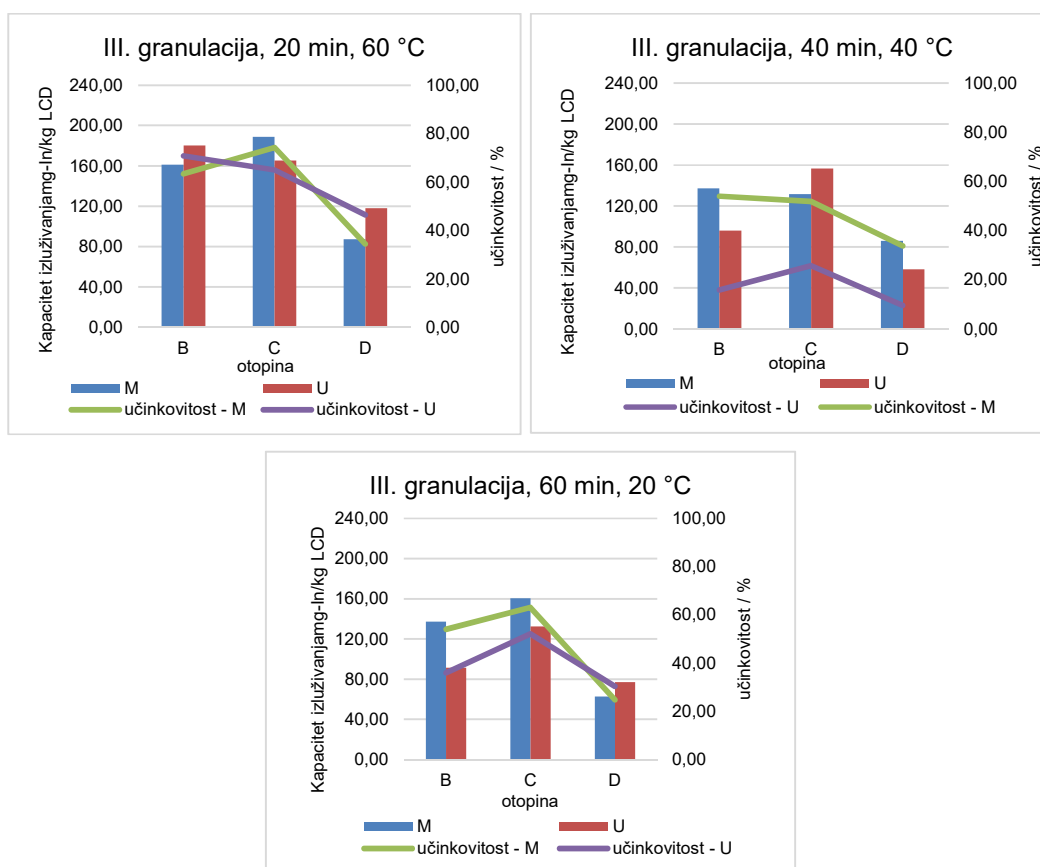 III. granulacija, 20 min, 60 °C
Kapacitet izluživanjamg-In/kg LCD
240,00
200,00
160,00
120,00
80,00
40,00
0,00
100,00
80,00
60,00
40,00
20,00
0,00
učinkovitost / %
B C D
otopina
M U
učinkovitost - M učinkovitost - U
III. granulacija, 40 min, 40 °C
Kapacitet izluživanjamg-In/kg LCD
240,00
200,00
160,00
120,00
80,00
40,00
0,00
100,00
80,00
60,00
40,00
20,00
0,00
učinkovitost / %
B C D
otopina
M U
učinkovitost - U učinkovitost - M
III. granulacija, 60 min, 20 °C
Kapacitet izluživanjamg-In/kg LCD
240,00
200,00
160,00
120,00
80,00
40,00
0,00
100,00
80,00
60,00
40,00
20,00
0,00
učinkovitost / %
B C D
otopina
M U
učinkovitost - M učinkovitost - U